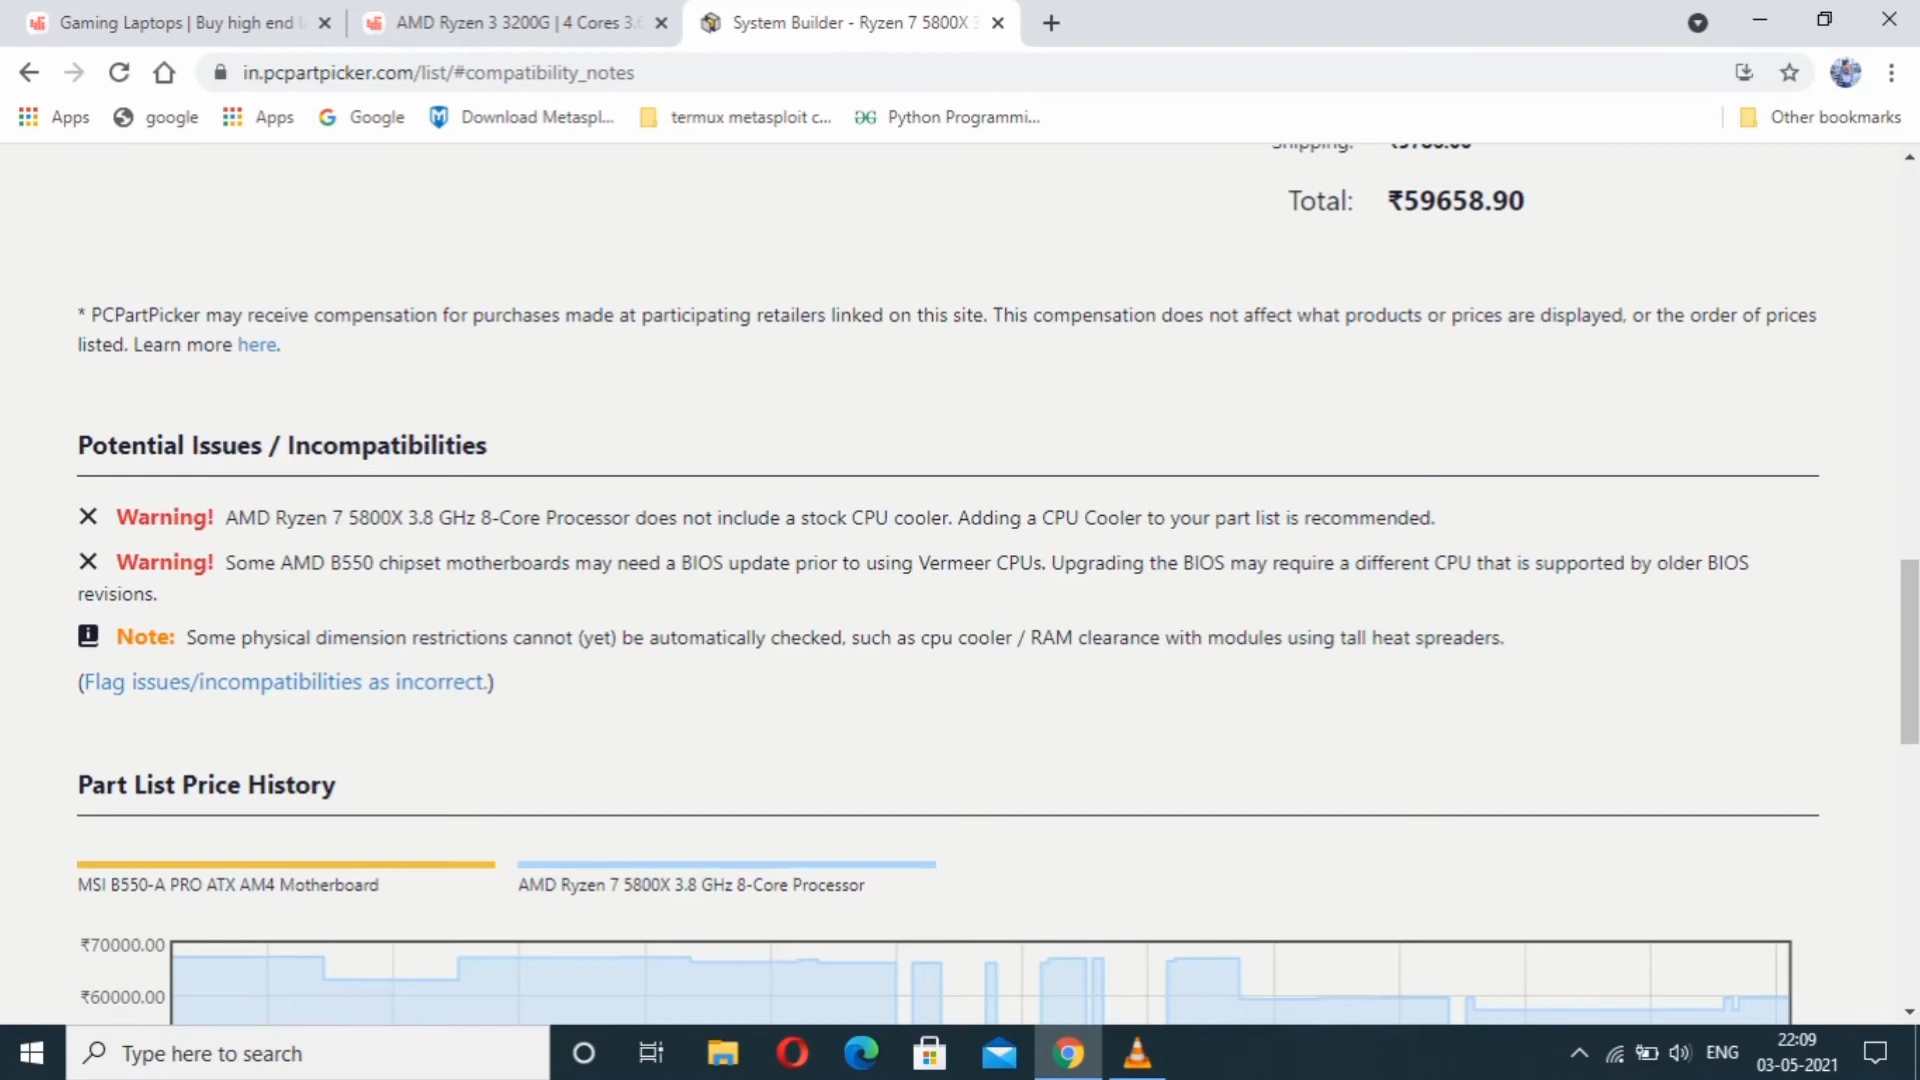 Gaming Laptops | Buy high end
AMD Ryzen 3 3200G | 4 Cores 3.
System Builder - Ryzen 7 5800X
in.pcpartpicker.com/list/#compatibility_notes
Apps google Apps Google Download Metaspl... termux metasploit c... Python Programmi... Other bookmarks
Shipping:
Total: ₹59658.90
* PCPartPicker may receive compensation for purchases made at participating retailers linked on this site. This compensation does not affect what products or prices are displayed, or the order of prices
listed. Learn more here.
Potential Issues / Incompatibilities
Warning! AMD Ryzen 7 5800X 3.8 GHz 8-Core Processor does not include a stock CPU cooler. Adding a CPU Cooler to your part list is recommended.
Warning! Some AMD B550 chipset motherboards may need a BIOS update prior to using Vermeer CPUs. Upgrading the BIOS may require a different CPU that is supported by older BIOS
revisions.
Note: Some physical dimension restrictions cannot (yet) be automatically checked, such as cpu cooler / RAM clearance with modules using tall heat spreaders.
(Flag issues/incompatibilities as incorrect.)
Part List Price History
MSI B550-A PRO ATX AM4 Motherboard AMD Ryzen 7 5800X 3.8 GHz 8-Core Processor
₹70000.00
₹60000.00
Type here to search
ENG
22:09
03-05-2021